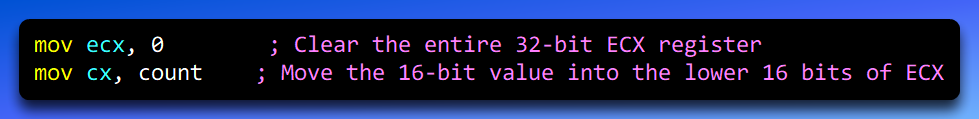 mov ecx, 0        ; Clear the entire 32-bit ECX register
mov cx, count    ; Move the 16-bit value into the lower 16 bits of ECX